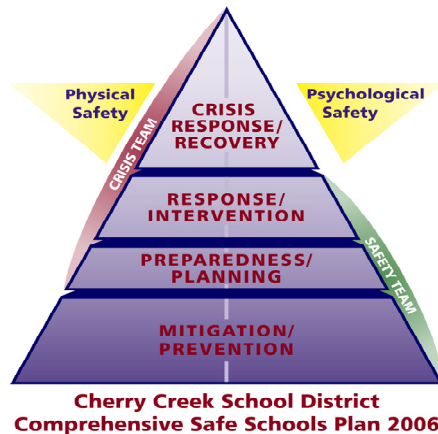 Physical
Safety
Psychological
Safety
CRISIS TEAM
CRISIS
RESPONSE/
RECOVERY
RESPONSE/
INTERVENTION
SAFETY TEAM
PREPAREDNESS/
PLANNING
MITIGATION/
PREVENTION
Cherry Creek School District
Comprehensive Safe Schools Plan 2006